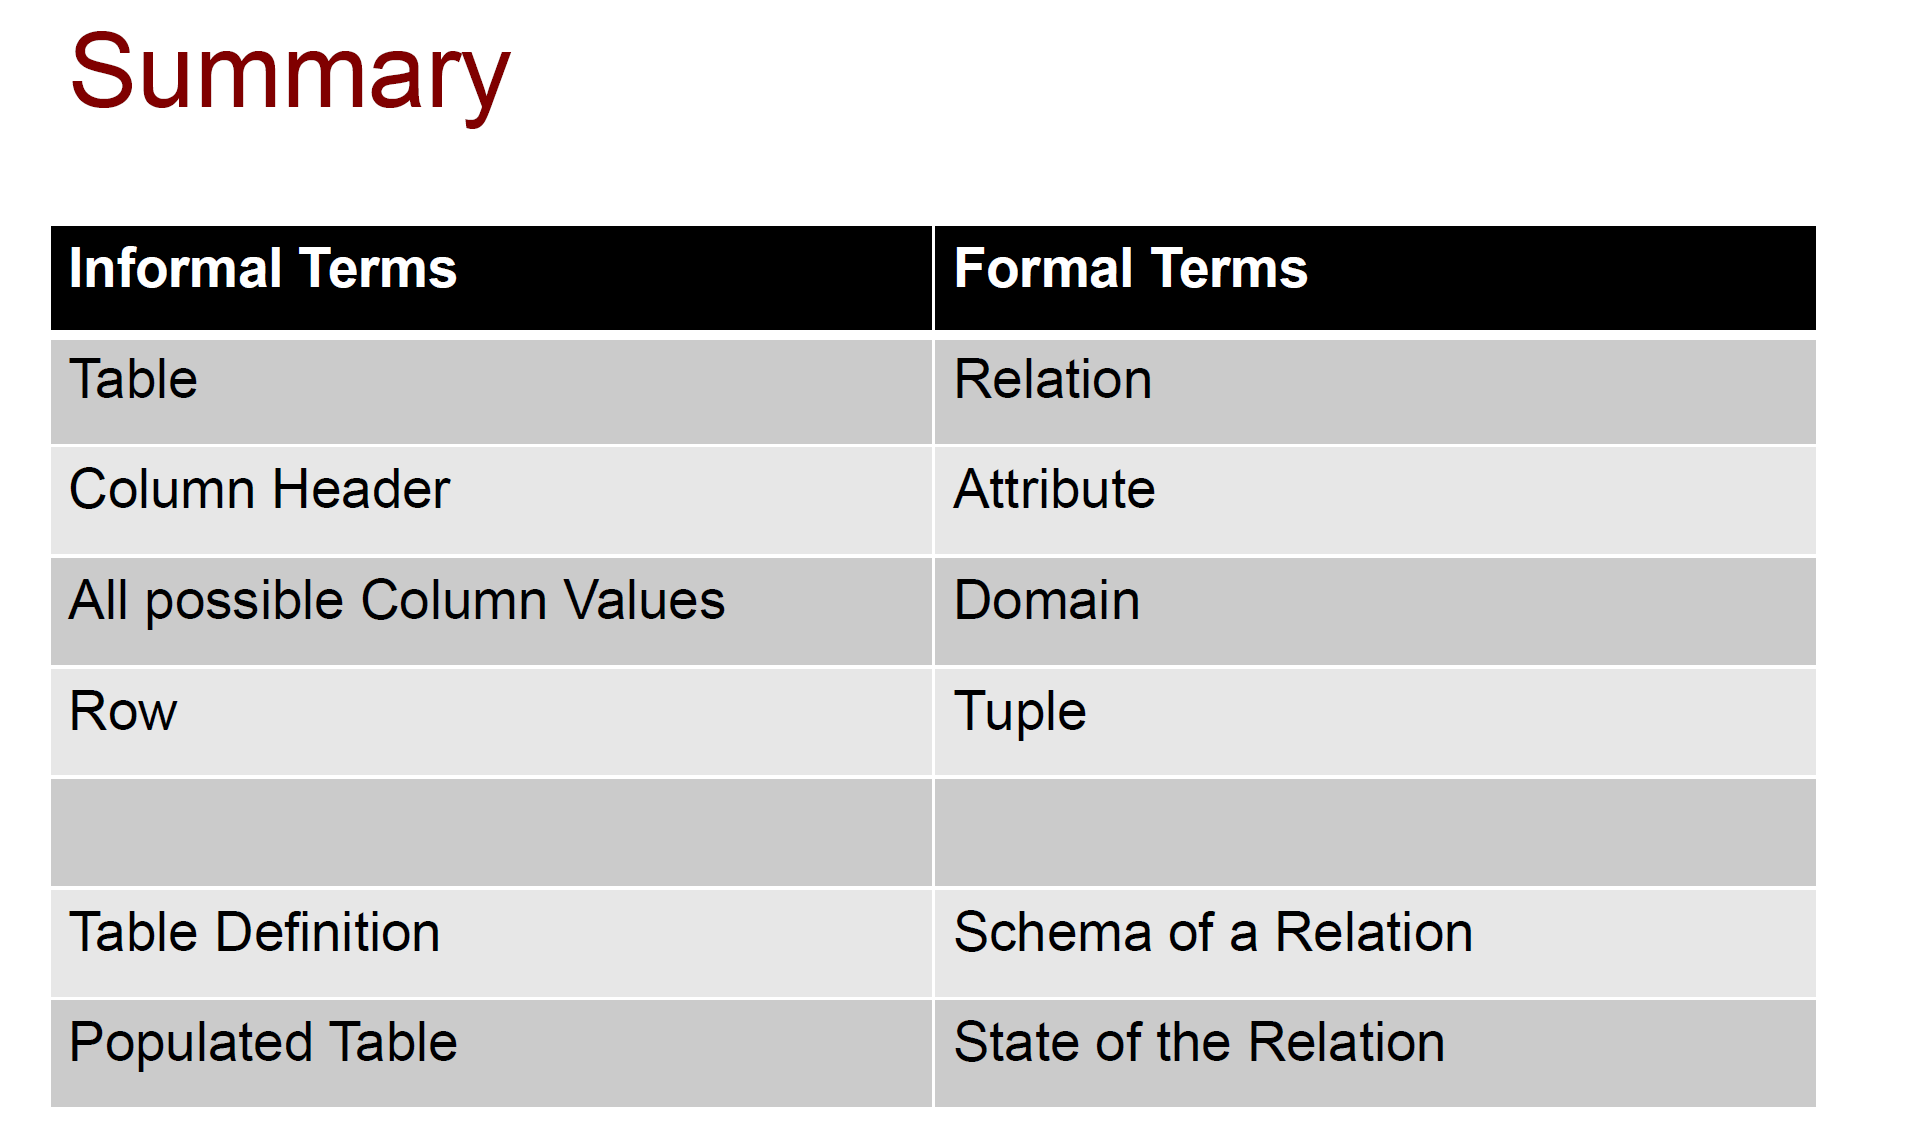 Summary
Informal Terms Formal Terms
Table Relation
Column Header Attribute
All possible Column Values Domain
Row Tuple
Table Definition Schema of a Relation
Populated Table State of the Relation